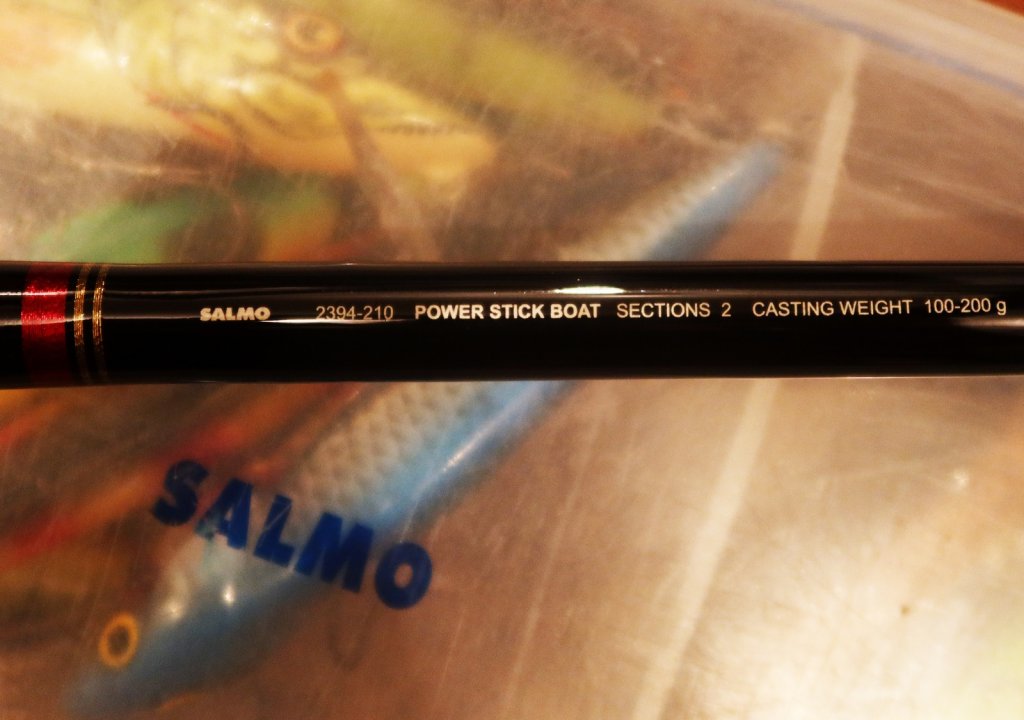 SALMO 2394-210 POWER STICK BOAT SECTIONS 2 CASTING WEIGHT 100-200 g
SALMO